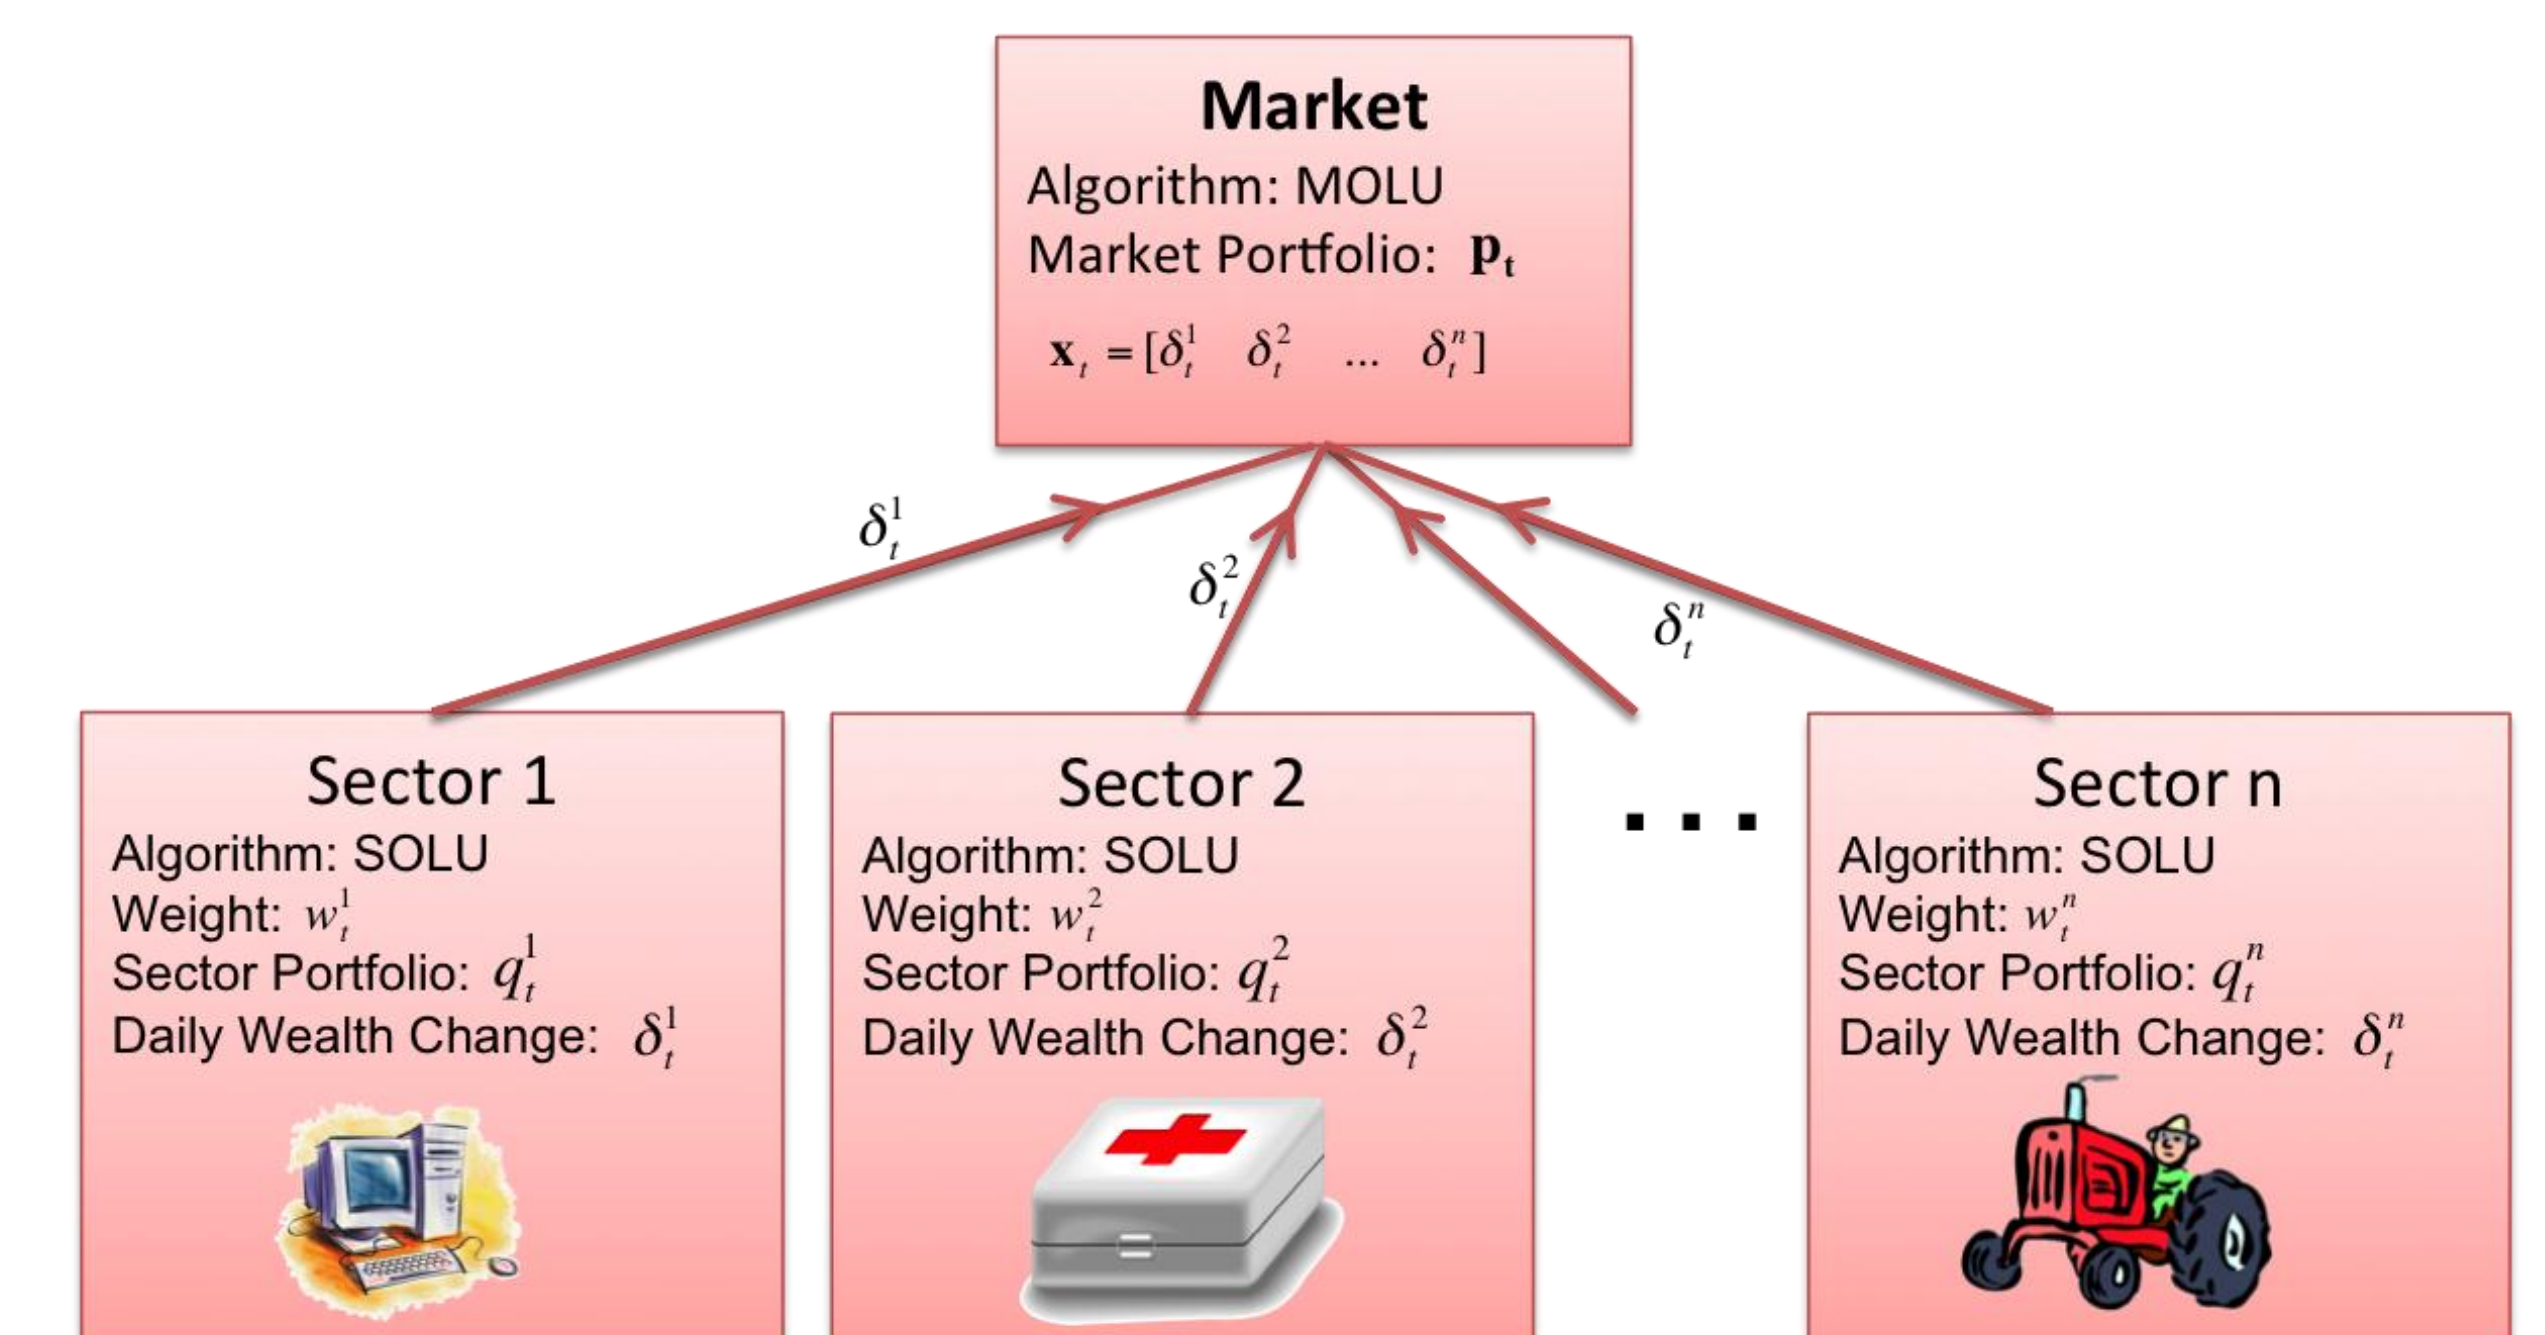 Market
Algorithm: MOLU
Market Portfolio: pₜ
xₜ = [δₜ¹ δₜ² ... δₜⁿ]
δₜ¹
δₜ²
δₜⁿ
Sector 1
Algorithm: SOLU
Weight: wₜ¹
Sector Portfolio: qₜ¹
Daily Wealth Change: δₜ¹
Sector 2
Algorithm: SOLU
Weight: wₜ²
Sector Portfolio: qₜ²
Daily Wealth Change: δₜ²
...
Sector n
Algorithm: SOLU
Weight: wₜⁿ
Sector Portfolio: qₜⁿ
Daily Wealth Change: δₜⁿ